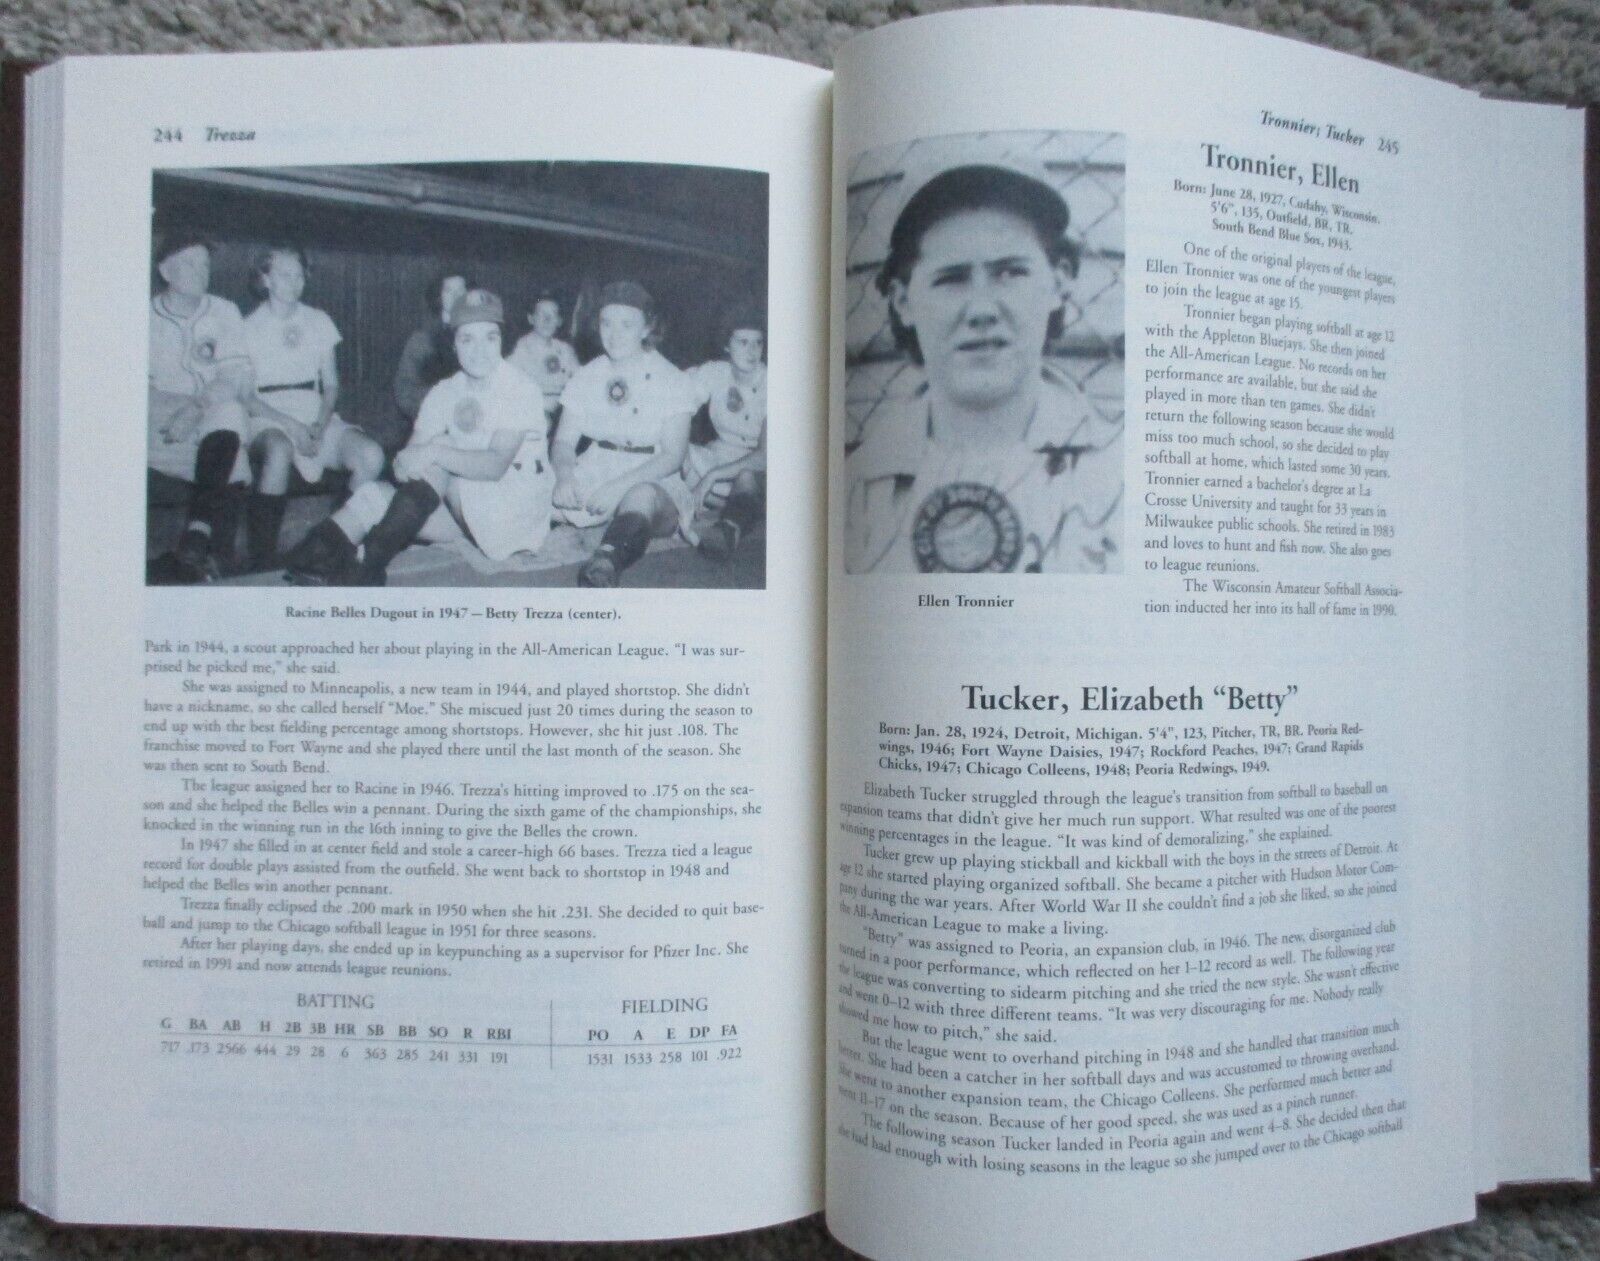 244 Trezza
Racine Belles Dugout in 1947 — Betty Trezza (center).
Park in 1944, a scout approached her about playing in the All-American League. “I was sur-
prised he picked me,” she said.
She was assigned to Minneapolis, a new team in 1944, and played shortstop. She didn’t
have a nickname, so she called herself “Moe.” She miscued just 20 times during the season to
end up with the best fielding percentage among shortstops. However, she hit just .108. The
franchise moved to Fort Wayne and she played there until the last month of the season. She
was then sent to South Bend.
The league assigned her to Racine in 1946. Trezza’s hitting improved to .175 on the sea-
son and she helped the Belles win a pennant. During the sixth game of the championships, she
knocked in the winning run in the 16th inning to give the Belles the crown.
In 1947 she filled in at center field and stole a career-high 66 bases. Trezza tied a league
record for double plays assisted from the outfield. She went back to shortstop in 1948 and
helped the Belles win another pennant.
Trezza finally eclipsed the .200 mark in 1950 when she hit .231. She decided to quit base-
ball and jump to the Chicago softball league in 1951 for three seasons.
After her playing days, she ended up in keypunching as a supervisor for Pfizer Inc. She
retired in 1991 and now attends league reunions.
BATTING FIELDING
G BA AB H 2B 3B HR SB BB SO R RBI PO A E DP FA
717 .173 2566 444 29 28 6 363 285 241 331 191 1531 1533 258 101 .922
Tronnier; Tucker 245
Tronnier, Ellen
Born: June 28, 1927, Cudahy, Wisconsin.
5'6", 135, Outfield, BR, TR.
South Bend Blue Sox, 1943.
One of the original players of the league,
Ellen Tronnier was one of the youngest players
to join the league at age 15.
Tronnier began playing softball at age 12
with the Appleton Bluejays. She then joined
the All-American League. No records on her
performance are available, but she said she
played in more than ten games. She didn’t
return the following season because she would
miss too much school, so she decided to play
softball at home, which lasted some 30 years.
Tronnier earned a bachelor’s degree at La
Crosse University and taught for 33 years in
Milwaukee public schools. She retired in 1983
and loves to hunt and fish now. She also goes
to league reunions.
The Wisconsin Amateur Softball Associa-
tion inducted her into its hall of fame in 1990.
Ellen Tronnier
Tucker, Elizabeth “Betty”
Born: Jan. 28, 1924, Detroit, Michigan. 5'4", 123, Pitcher, TR, BR. Peoria Red-
wings, 1946; Fort Wayne Daisies, 1947; Rockford Peaches, 1947; Grand Rapids
Chicks, 1947; Chicago Colleens, 1948; Peoria Redwings, 1949.
Elizabeth Tucker struggled through the league’s transition from softball to baseball on
expansion teams that didn’t give her much run support. What resulted was one of the poorest
winning percentages in the league. “It was kind of demoralizing,” she explained.
Tucker grew up playing stickball and kickball with the boys in the streets of Detroit. At
age 12 she started playing organized softball. She became a pitcher with Hudson Motor Com-
pany during the war years. After World War II she couldn’t find a job she liked, so she joined
the All-American League to make a living.
“Betty” was assigned to Peoria, an expansion club, in 1946. The new, disorganized club
turned in a poor performance, which reflected on her 1–12 record as well. The following year
the league was converting to sidearm pitching and she tried the new style. She wasn’t effective
and went 0–12 with three different teams. “It was very discouraging for me. Nobody really
showed me how to pitch,” she said.
But the league went to overhand pitching in 1948 and she handled that transition much
better. She had been a catcher in her softball days and was accustomed to throwing overhand.
She went to another expansion team, the Chicago Colleens. She performed much better and
went 11–17 on the season. Because of her good speed, she was used as a pinch runner.
The following season Tucker landed in Peoria again and went 4–8. She decided then that
she had had enough with losing seasons in the league so she jumped over to the Chicago softball